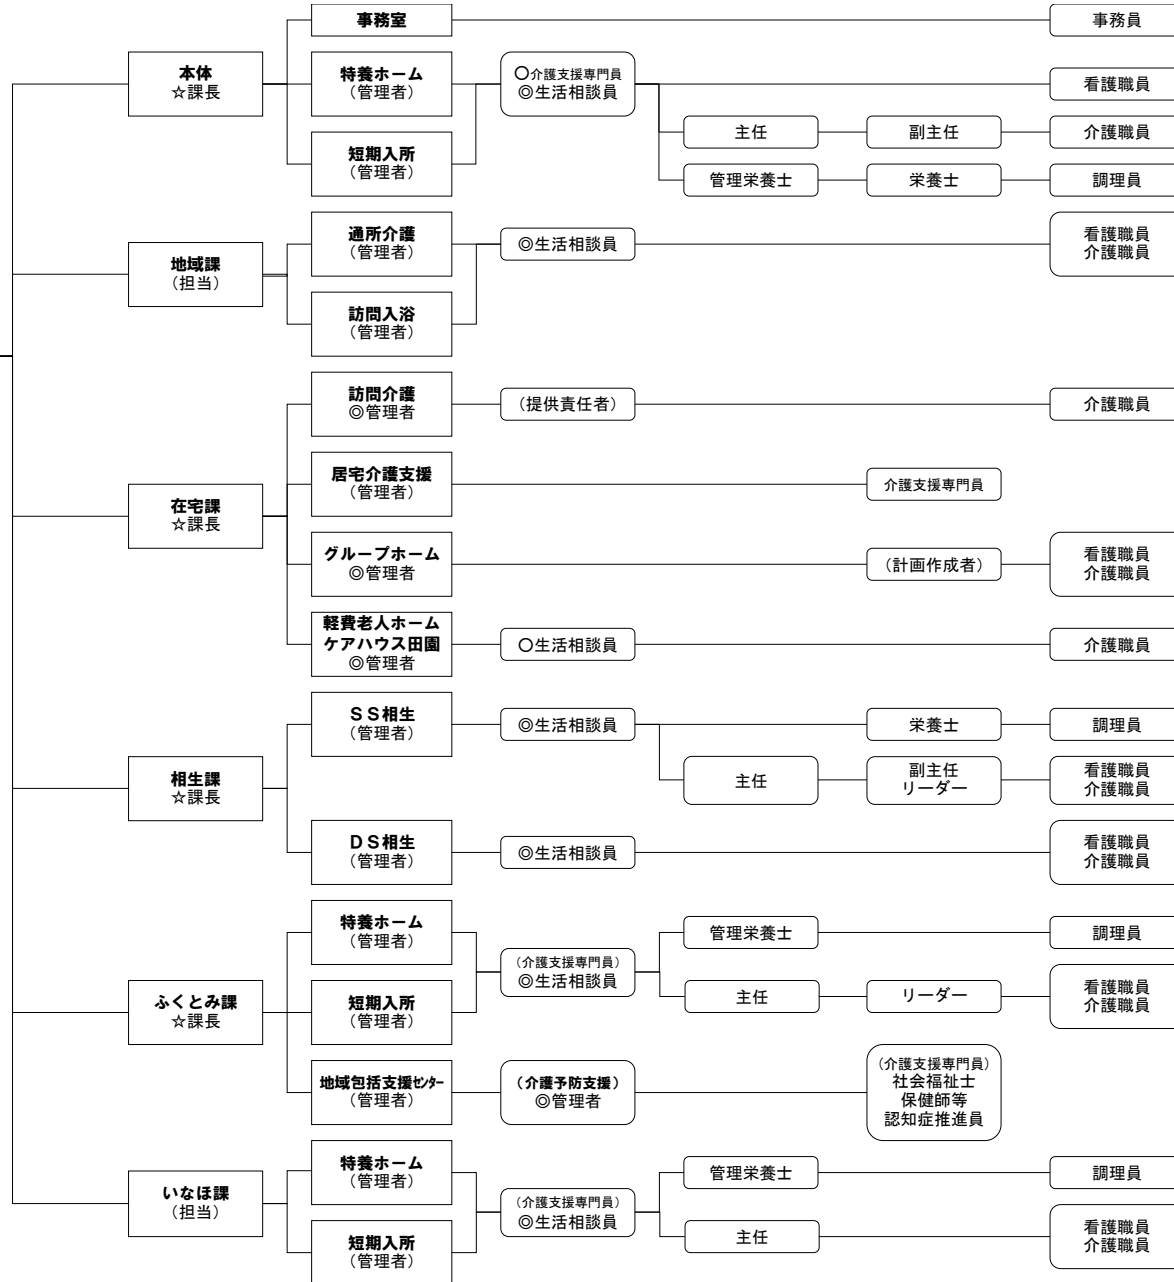 事務室
事務員
本体
☆課長
特養ホーム
（管理者）
○介護支援専門員
◎生活相談員
看護職員
主任
副主任
介護職員
短期入所
（管理者）
管理栄養士
栄養士
調理員
地域課
（担当）
通所介護
（管理者）
◎生活相談員
看護職員
介護職員
訪問入浴
（管理者）
訪問介護
◎管理者
（提供責任者）
介護職員
在宅課
☆課長
居宅介護支援
（管理者）
介護支援専門員
グループホーム
◎管理者
（計画作成者）
看護職員
介護職員
軽費老人ホーム
ケアハウス田園
◎管理者
○生活相談員
介護職員
相生課
☆課長
ＳＳ相生
（管理者）
◎生活相談員
栄養士
調理員
主任
副主任
リーダー
看護職員
介護職員
ＤＳ相生
（管理者）
◎生活相談員
看護職員
介護職員
ふくとみ課
☆課長
特養ホーム
（管理者）
（介護支援専門員）
◎生活相談員
管理栄養士
調理員
短期入所
（管理者）
主任
リーダー
看護職員
介護職員
地域包括支援ｾﾝﾀｰ
（管理者）
（介護予防支援）
◎管理者
（介護支援専門員）
社会福祉士
保健師等
認知症推進員
いなほ課
（担当）
特養ホーム
（管理者）
（介護支援専門員）
◎生活相談員
管理栄養士
調理員
短期入所
（管理者）
主任
看護職員
介護職員